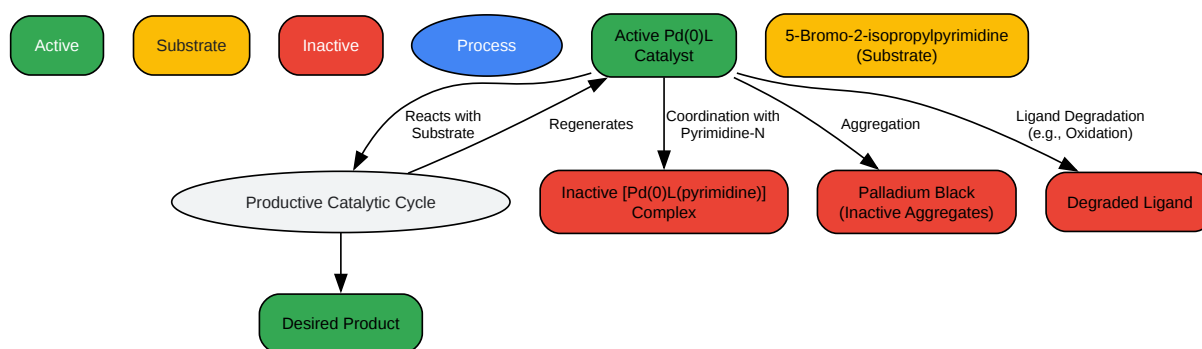 Active
Substrate
Inactive
Process
Active Pd(0)L
Catalyst
5-Bromo-2-isopropylpyrimidine
(Substrate)
Reacts with
Substrate
Regenerates
Coordination with
Pyrimidine-N
Aggregation
Ligand Degradation
(e.g., Oxidation)
Productive Catalytic Cycle
Inactive [Pd(0)L(pyrimidine)]
Complex
Palladium Black
(Inactive Aggregates)
Degraded Ligand
Desired Product